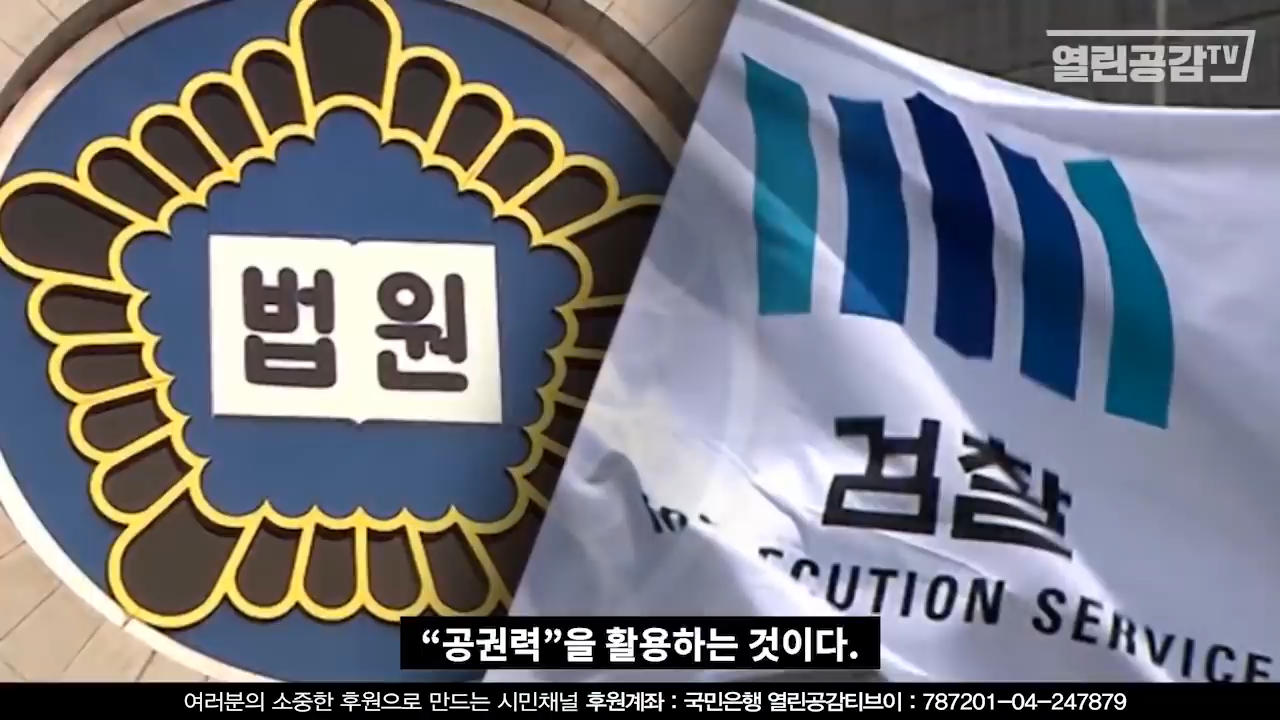 열린공감TV
법원
검찰
SERVICE
“공권력”을 활용하는 것이다.
여러분의 소중한 후원으로 만드는 시민채널 후원계좌 : 국민은행 열린공감티브이 : 787201-04-247879